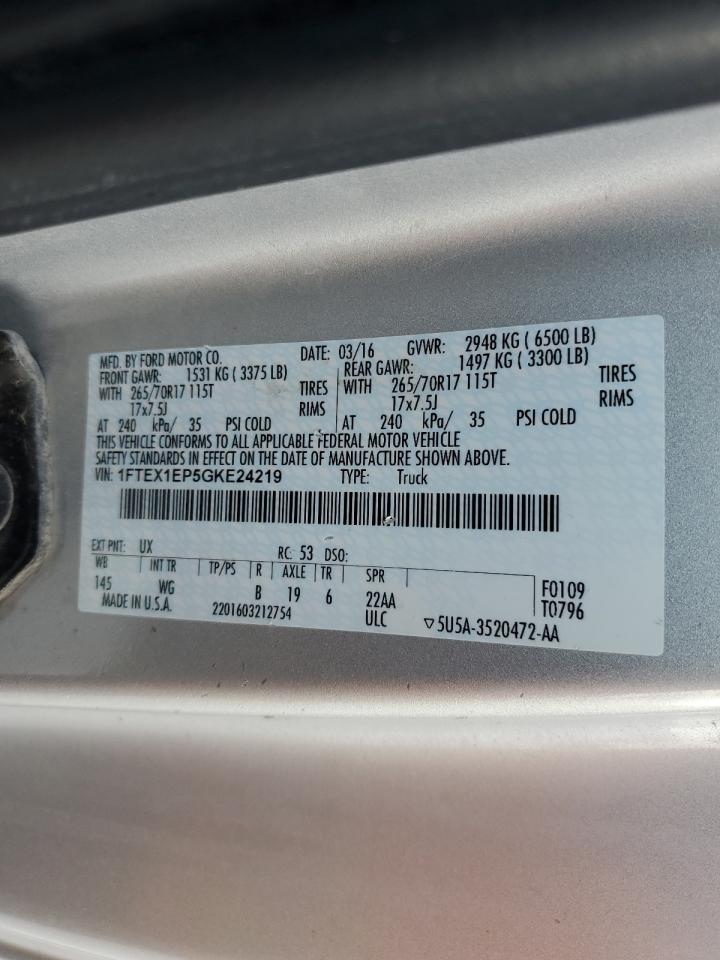 MFD. BY FORD MOTOR CO. DATE: 03/16 GVWR: 2948 KG ( 6500 LB)
FRONT GAWR: 1531 KG ( 3375 LB) REAR GAWR: 1497 KG ( 3300 LB)
WITH 265/70R17 115T TIRES WITH 265/70R17 115T TIRES
17x7.5J RIMS 17x7.5J RIMS
AT 240 kPa/ 35 PSI COLD AT 240 kPa/ 35 PSI COLD
THIS VEHICLE CONFORMS TO ALL APPLICABLE FEDERAL MOTOR VEHICLE
SAFETY STANDARDS IN EFFECT ON THE DATE OF MANUFACTURE SHOWN ABOVE.
VIN: 1FTEX1EP5GKE24219 TYPE: Truck
EXT PNT: UX RC: 53 DSO:
WB INT TR TP/PS R AXLE TR SPR
145 WG B 19 6 22AA F0109
MADE IN U.S.A. 2201603212754 ULC T0796
▽5U5A-3520472-AA